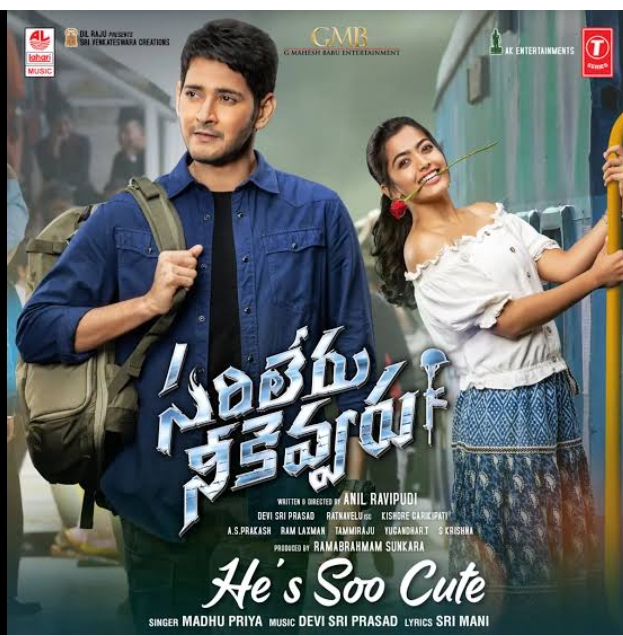 AL
lahari
MUSIC
DIL RAJU PRESENTS
SRI VENKATESWARA CREATIONS
GMB
G MAHESH BABU ENTERTAINMENT
AK ENTERTAINMENTS
T
SERIES
సరిలేరు
నీకెవ్వరు
WRITTEN & DIRECTED BY ANIL RAVIPUDI
DEVI SRI PRASAD RATNAVELU ISC KISHORE GARIKIPATI
A.S.PRAKASH RAM LAXMAN TAMMIRAJU YUGANDHAR.T S KRISHNA
PRODUCED BY RAMABRAHMAM SUNKARA
He's Soo Cute
SINGER MADHU PRIYA MUSIC DEVI SRI PRASAD LYRICS SRI MANI